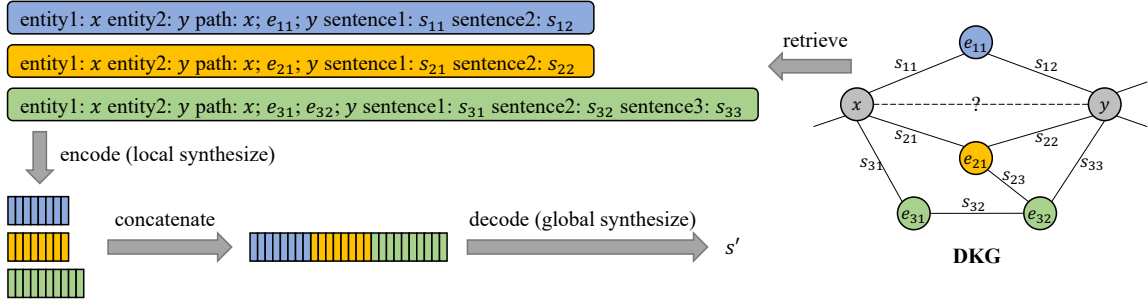 entity1: x entity2: y path: x; e₁₁; y sentence1: s₁₁ sentence2: s₁₂
entity1: x entity2: y path: x; e₂₁; y sentence1: s₂₁ sentence2: s₂₂
entity1: x entity2: y path: x; e₃₁; e₃₂; y sentence1: s₃₁ sentence2: s₃₂ sentence3: s₃₃
encode (local synthesize)
concatenate
decode (global synthesize)
s′
retrieve
e₁₁
s₁₁
s₁₂
x
?
y
s₂₁
s₂₂
s₃₁
e₂₁
s₃₃
s₂₃
e₃₁
s₃₂
e₃₂
DKG